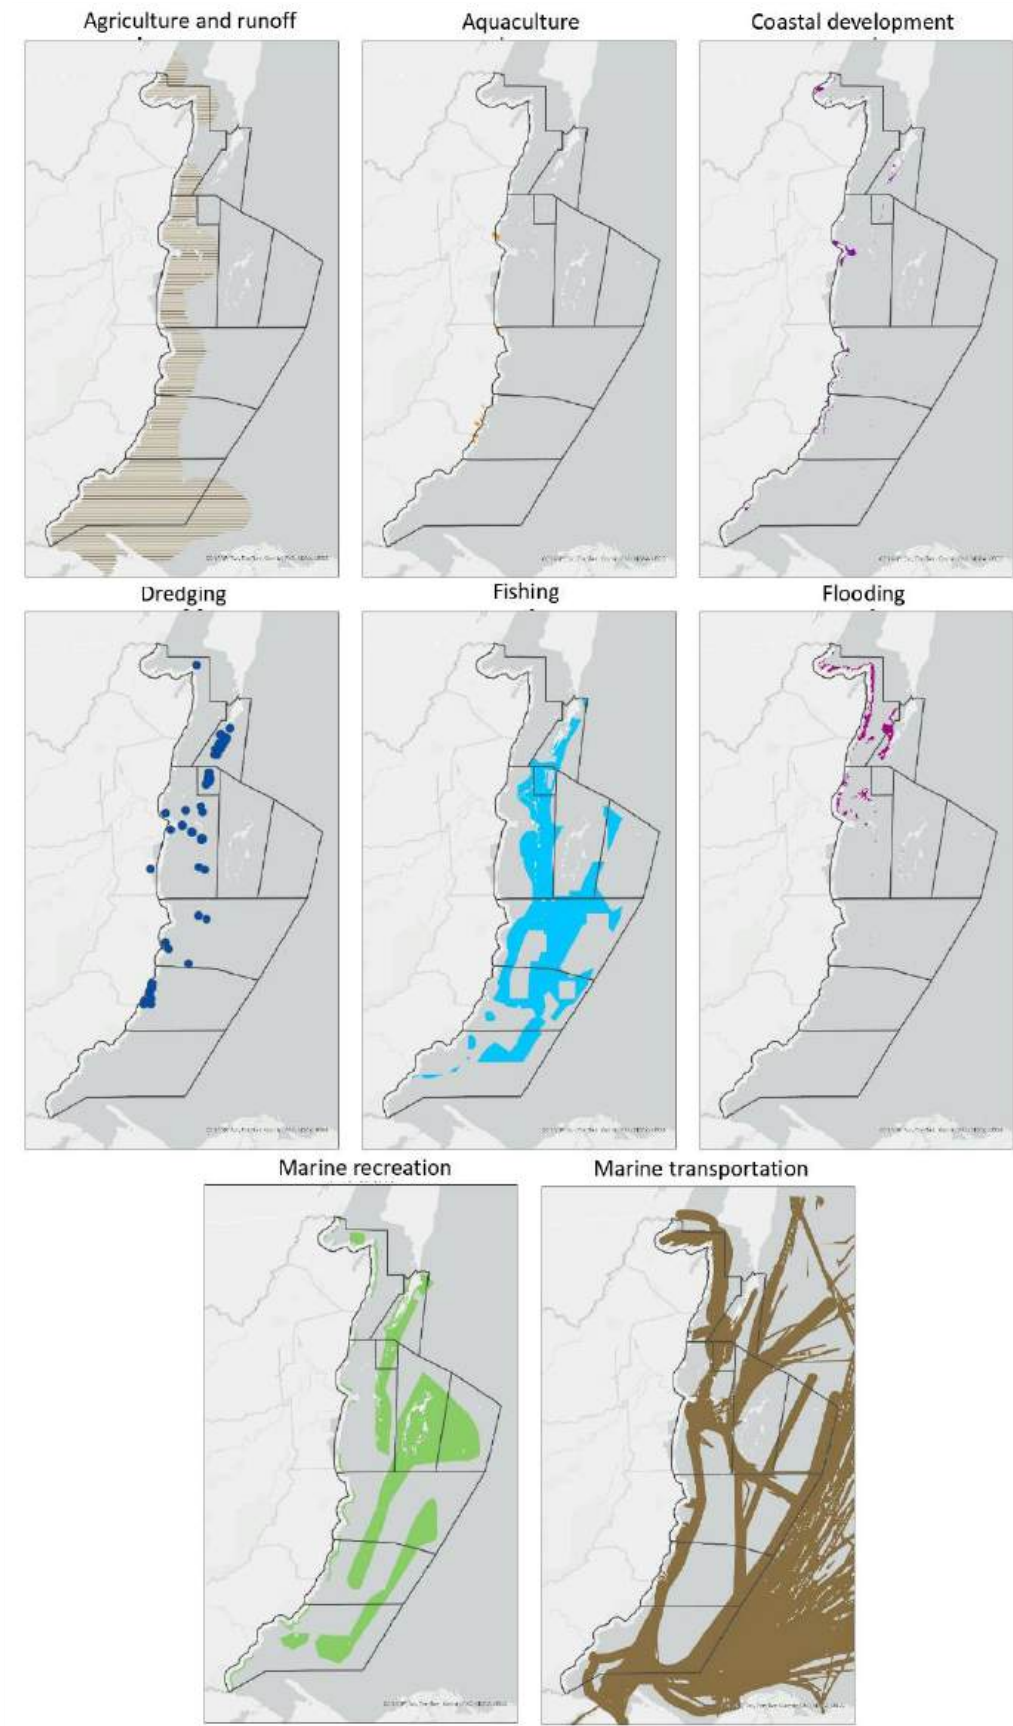 Agriculture and runoff
Aquaculture
Coastal development
Dredging
Fishing
Flooding
Marine recreation
Marine transportation